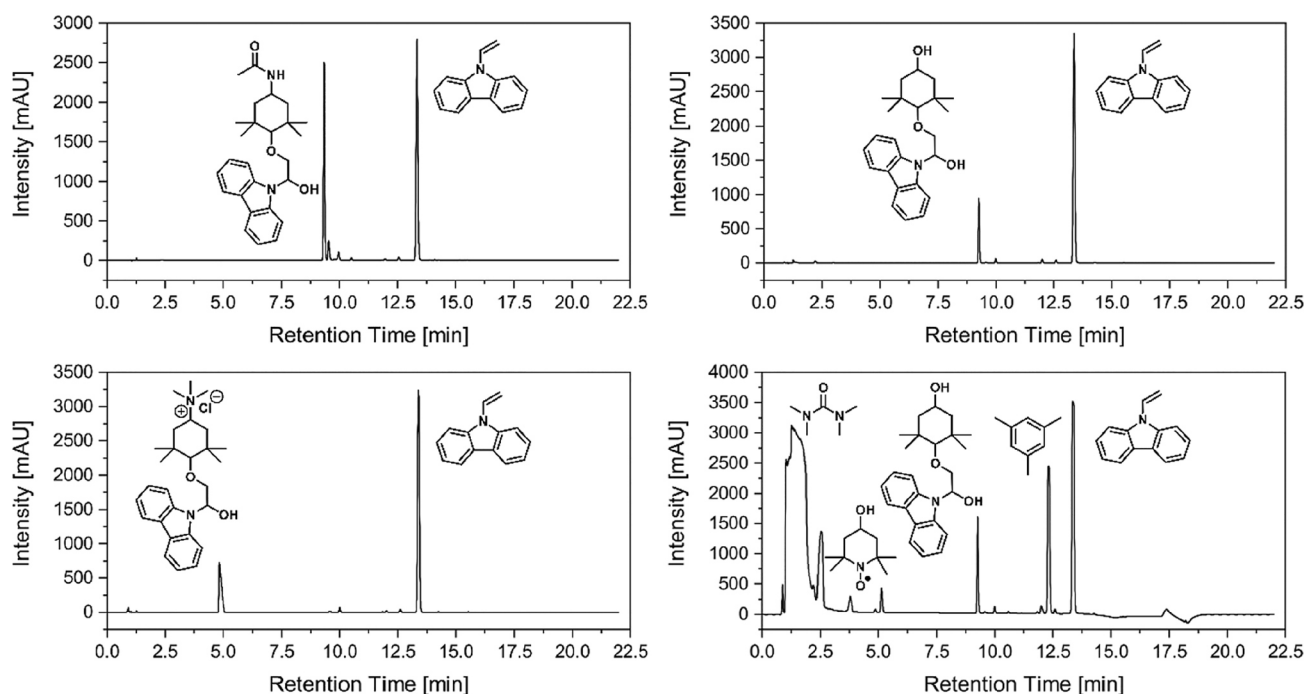 3000
2500
2000
1500
1000
500
0
Intensity [mAU]
O
NH
O
N
OH
N
0.0 2.5 5.0 7.5 10.0 12.5 15.0 17.5 20.0 22.5
Retention Time [min]
3500
3000
2500
2000
1500
1000
500
0
Intensity [mAU]
OH
O
N
OH
N
0.0 2.5 5.0 7.5 10.0 12.5 15.0 17.5 20.0 22.5
Retention Time [min]
3500
3000
2500
2000
1500
1000
500
0
Intensity [mAU]
N
+
Cl
−
O
N
OH
N
0.0 2.5 5.0 7.5 10.0 12.5 15.0 17.5 20.0 22.5
Retention Time [min]
4000
3500
3000
2500
2000
1500
1000
500
0
Intensity [mAU]
O
N
N
OH
O
N
OH
OH
N
O•
N
0.0 2.5 5.0 7.5 10.0 12.5 15.0 17.5 20.0 22.5
Retention Time [min]